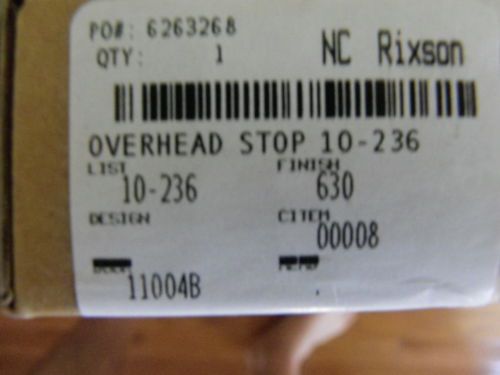 PO#: 6263268
QTY: 1 NC Rixson
OVERHEAD STOP 10-236
LIST FINISH
10-236 630
DESIGN CITEM
00008
11004B